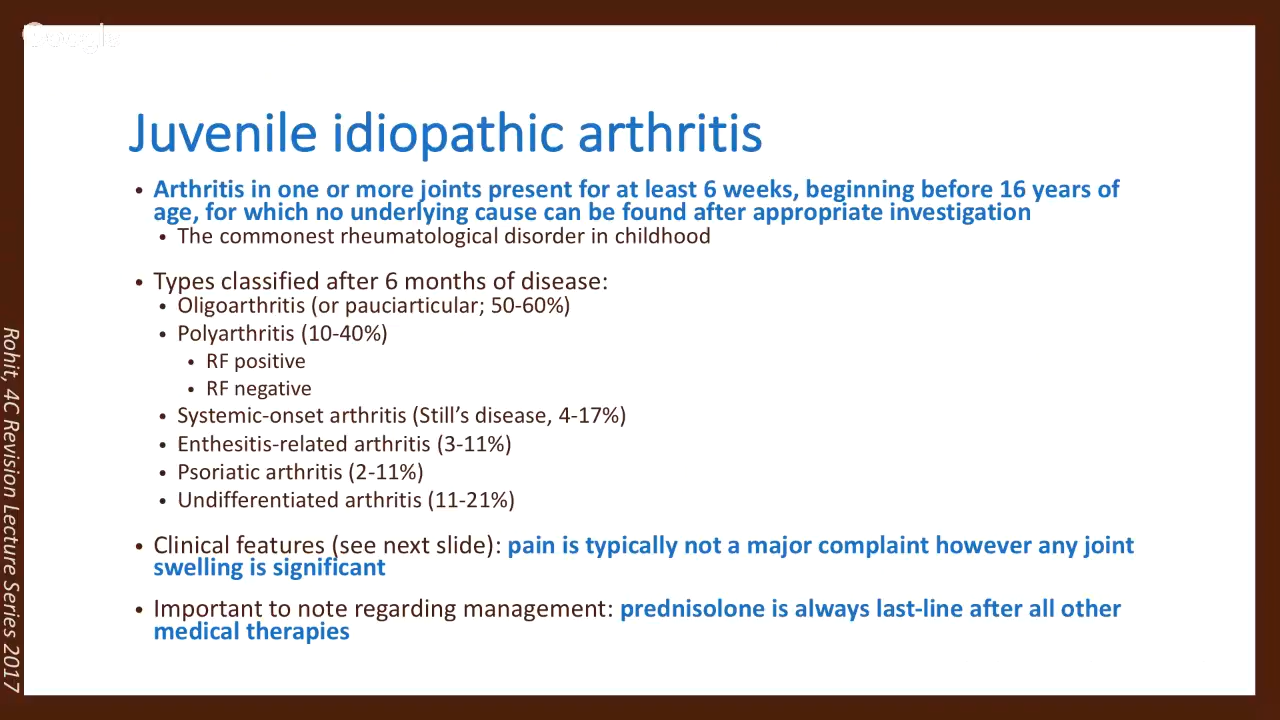 Google
Juvenile idiopathic arthritis
• Arthritis in one or more joints present for at least 6 weeks, beginning before 16 years of
age, for which no underlying cause can be found after appropriate investigation
• The commonest rheumatological disorder in childhood
• Types classified after 6 months of disease:
• Oligoarthritis (or pauciarticular; 50-60%)
• Polyarthritis (10-40%)
• RF positive
• RF negative
• Systemic-onset arthritis (Still’s disease, 4-17%)
• Enthesitis-related arthritis (3-11%)
• Psoriatic arthritis (2-11%)
• Undifferentiated arthritis (11-21%)
• Clinical features (see next slide): pain is typically not a major complaint however any joint
swelling is significant
• Important to note regarding management: prednisolone is always last-line after all other
medical therapies
Rohit, 4C Revision Lecture Series 2017